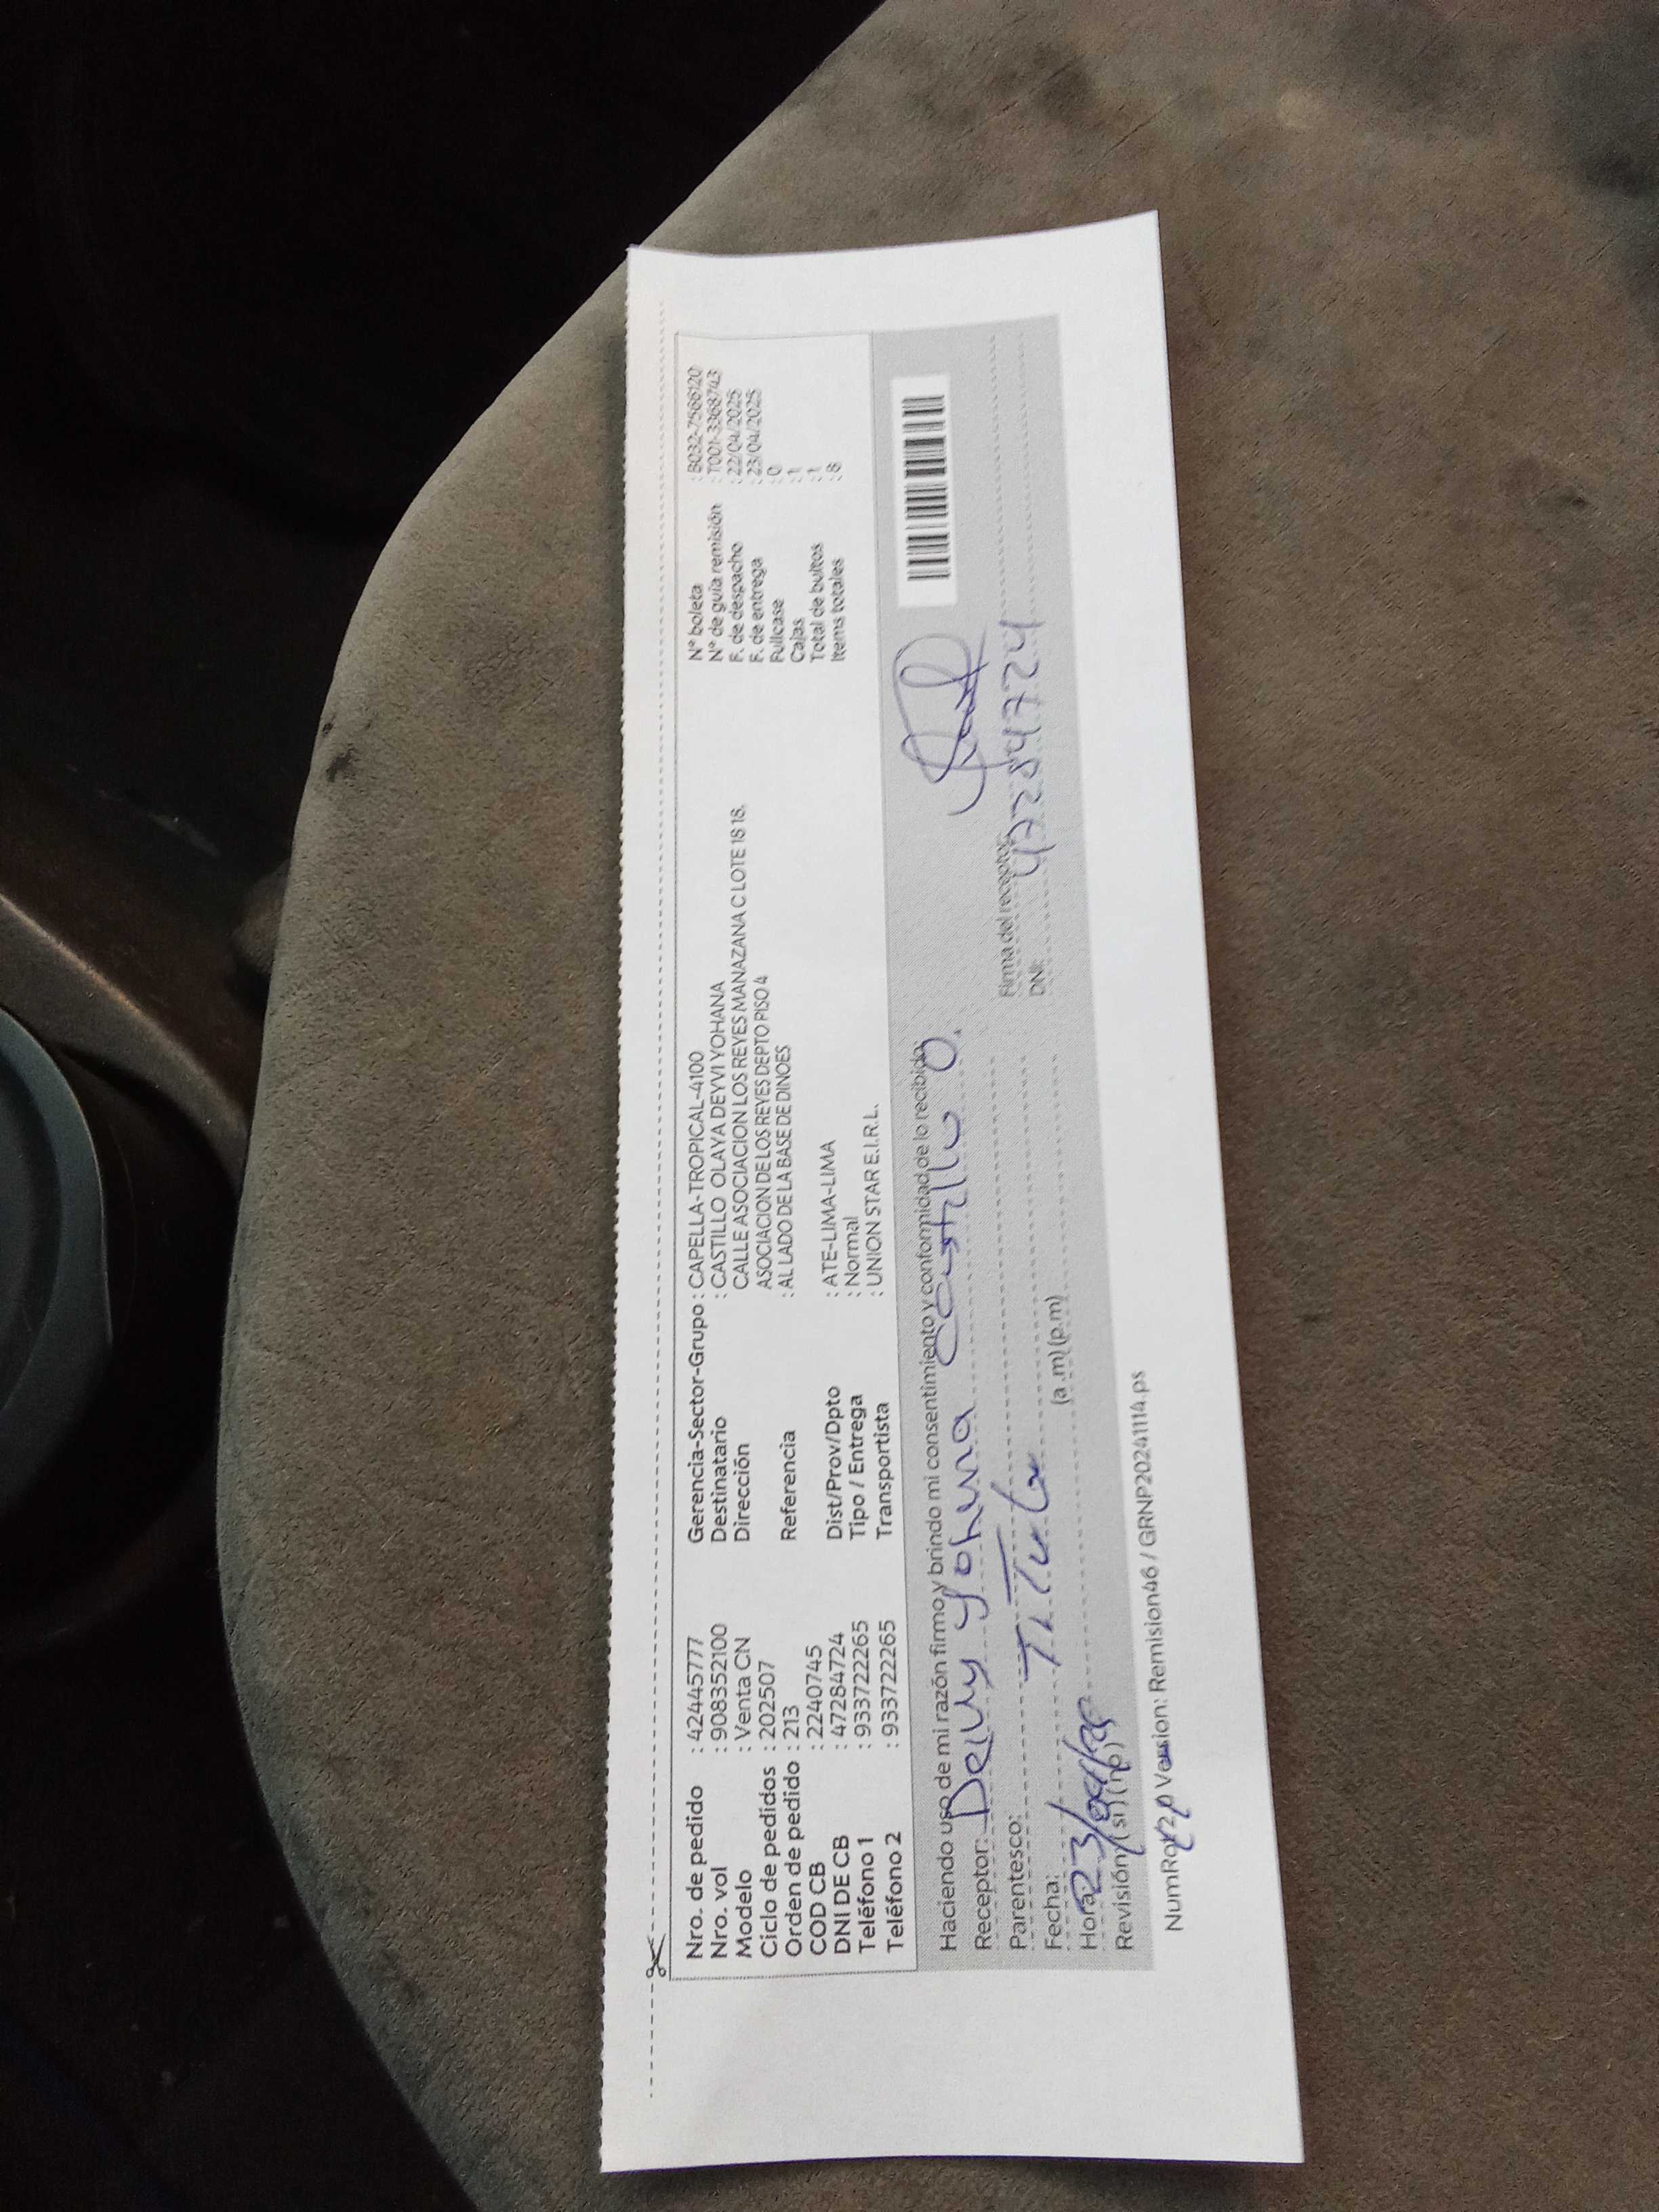 Nro. de pedido : 42445777 Gerencia-Sector-Grupo : CAPELLA-TROPICAL-4100 N° boleta : B032-7566120
Nro. vol : 908352100 Destinatario : CASTILLO OLAYA DEYVI YOHANA N° de guía remisión : T001-3368743
Modelo : Venta CN Dirección CALLE ASOCIACION LOS REYES MANAZANA C LOTE 18 18. F. de despacho : 22/04/2025
Ciclo de pedidos : 202507 ASOCIACION DE LOS REYES DEPTO PISO 4 F. de entrega : 23/04/2025
Orden de pedido : 213 Referencia : AL LADO DE LA BASE DE DINOES Fullcase : 0
COD CB : 2240745 Cajas : 1
DNI DE CB : 47284724 Dist/Prov/Dpto : ATE-LIMA-LIMA Total de bultos : 1
Teléfono 1 : 933722265 Tipo / Entrega : Normal Items totales : 8
Teléfono 2 : 933722265 Transportista : UNION STAR E.I.R.L.
Haciendo uso de mi razón firmo y brindo mi consentimiento y conformidad de lo recibido
Receptor: Yohana Castillo O.
Parentesco: Firma del receptor:
Fecha: DNI: 47284724
Hora: 23/04/25 (a.m) (p.m)
Revisión ( si ) ( no )
Version: Remision46 / GRNP20241114.ps